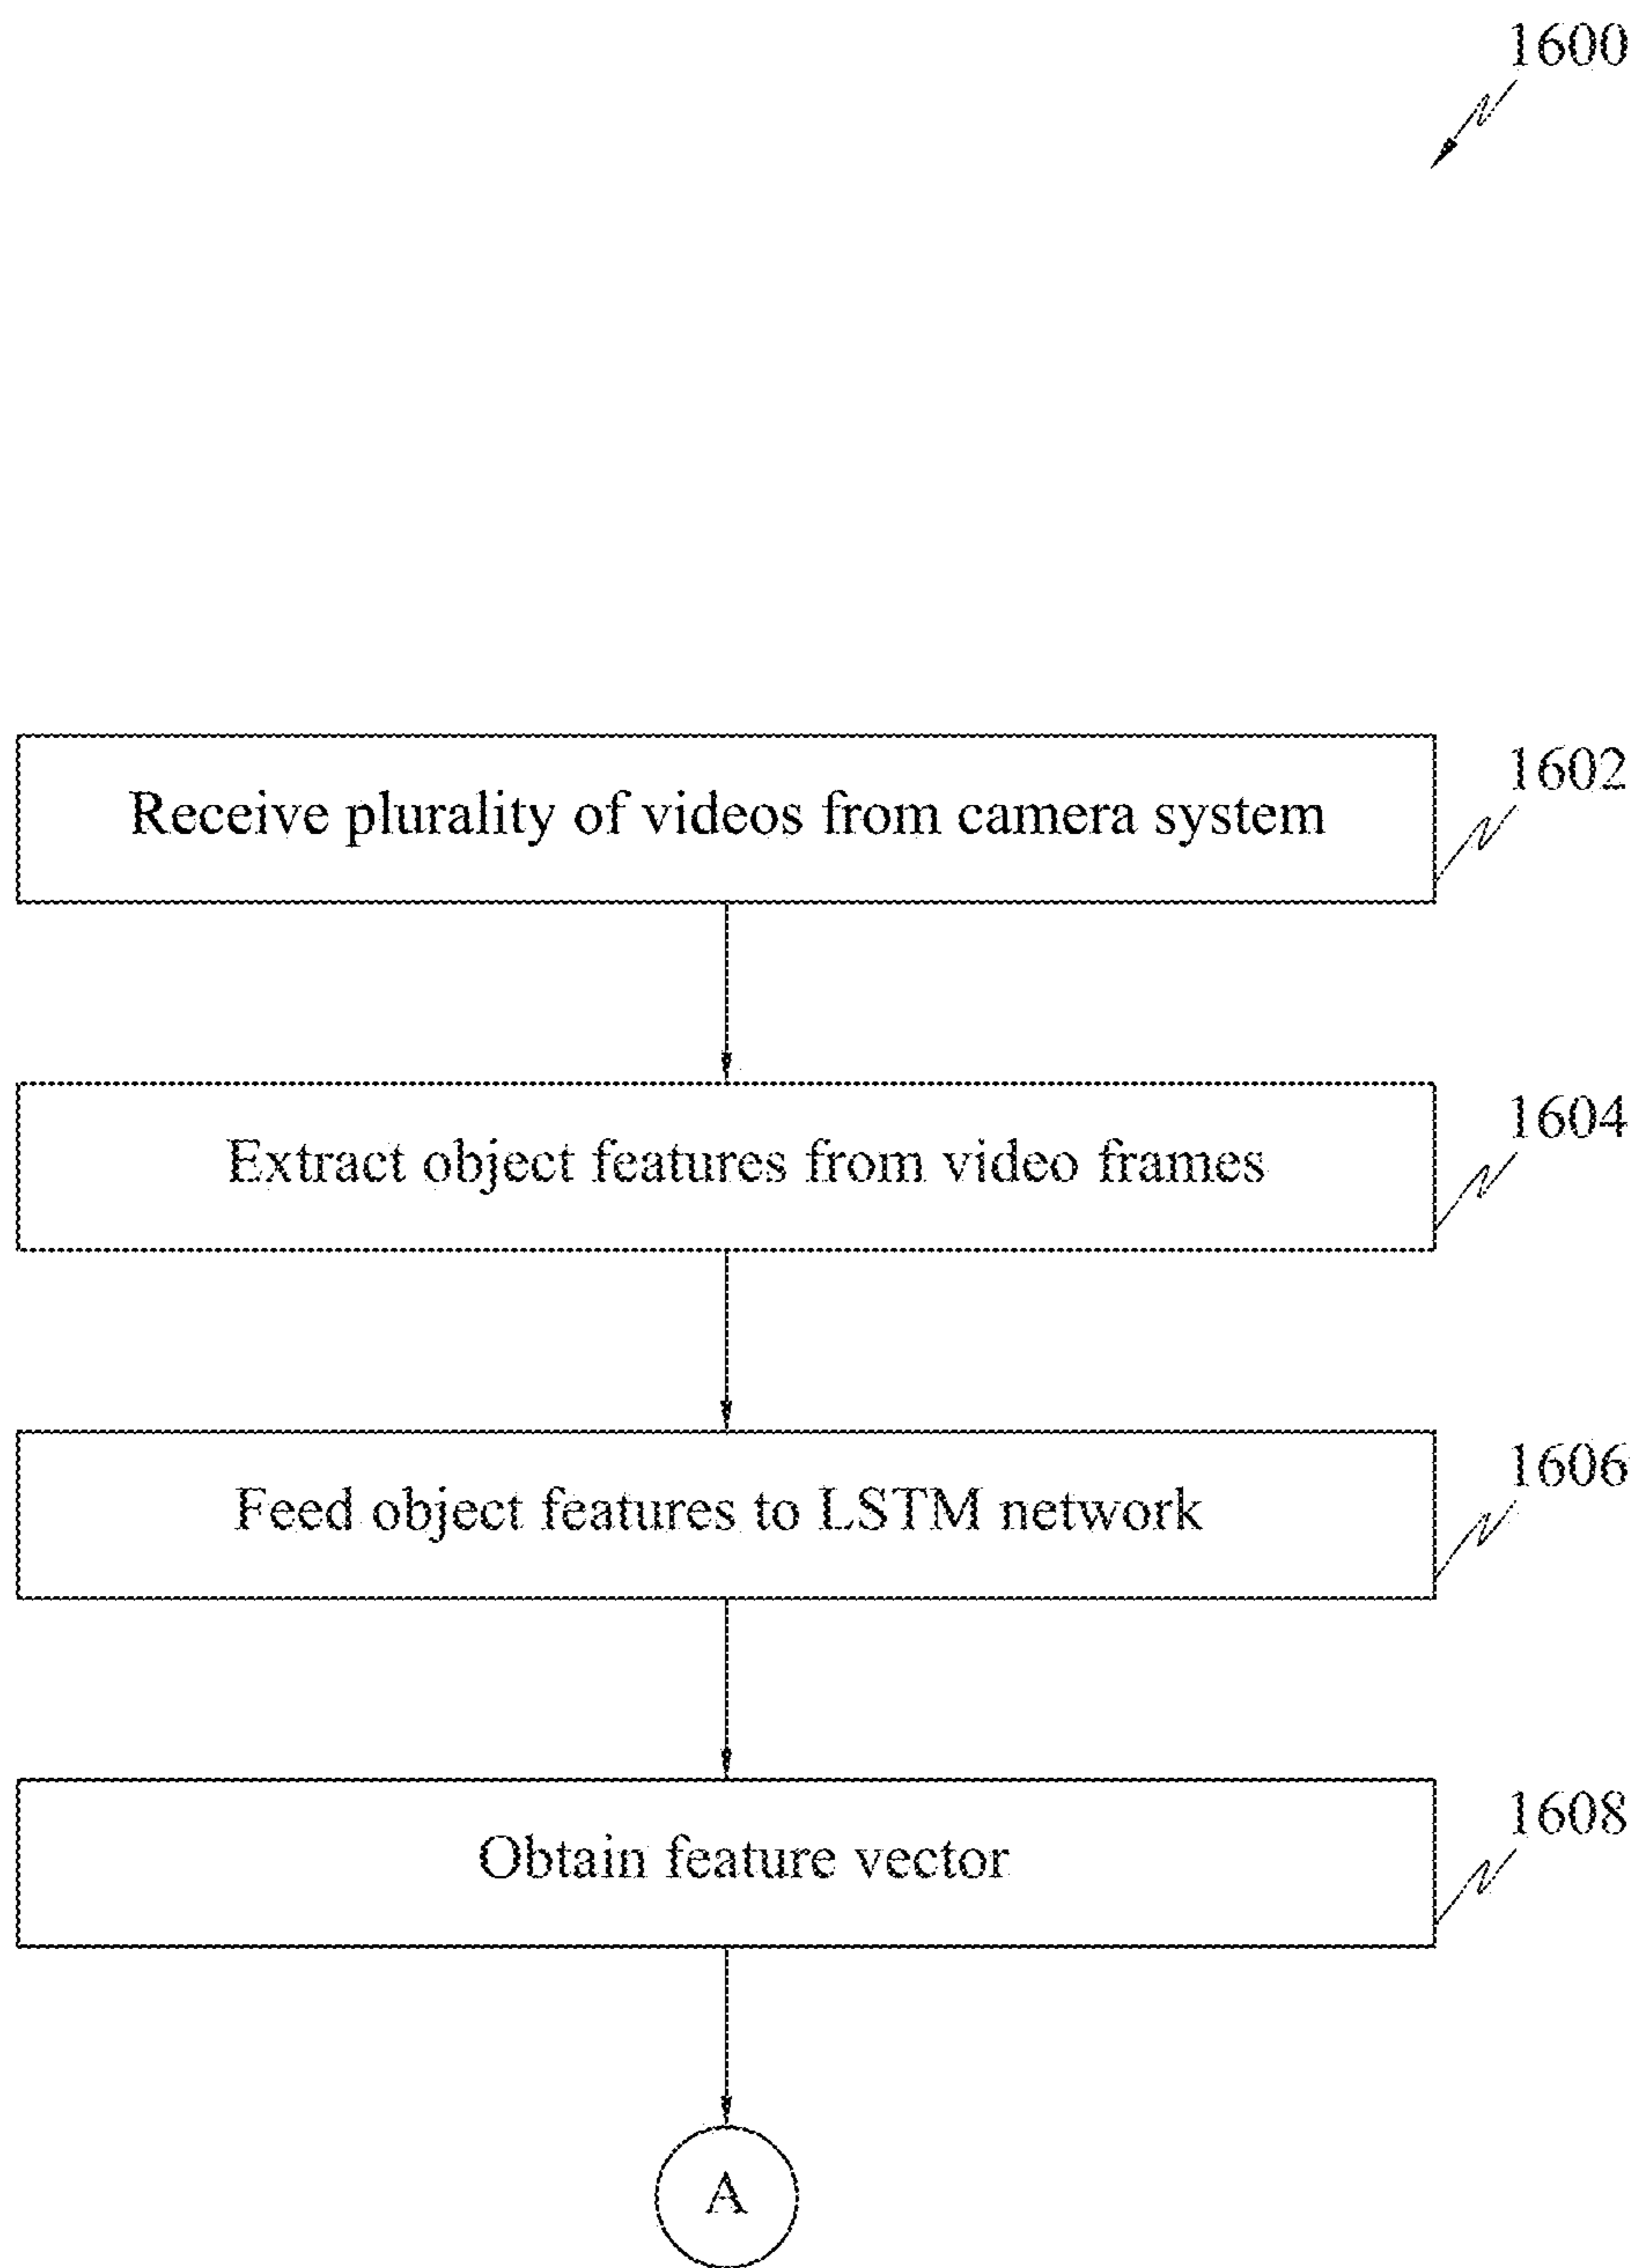 1600
Receive plurality of videos from camera system
1602
Extract object features from video frames
1604
Feed object features to LSTM network
1606
Obtain feature vector
1608
A